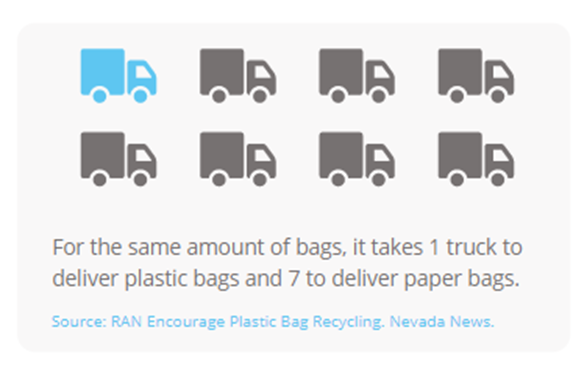 For the same amount of bags, it takes 1 truck to
deliver plastic bags and 7 to deliver paper bags.
Source: RAN Encourage Plastic Bag Recycling. Nevada News.